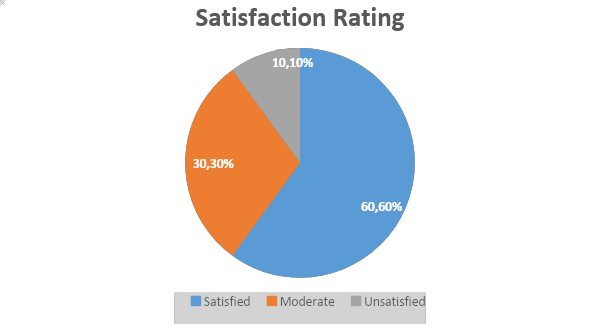 Satisfaction Rating
10,10%
30,30%
60,60%
Satisfied Moderate Unsatisfied